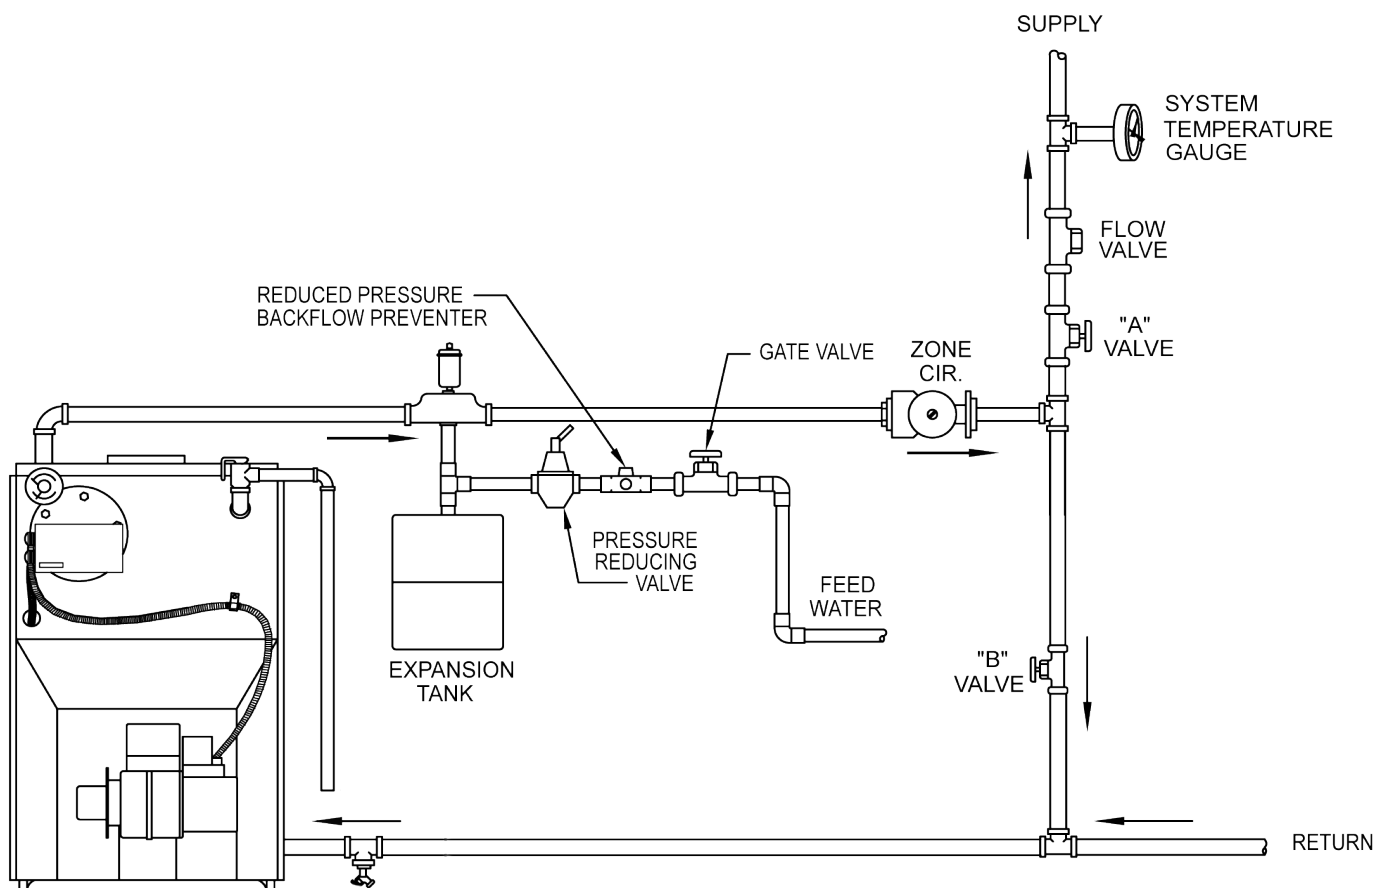 SUPPLY
SYSTEM
TEMPERATURE
GAUGE
FLOW
VALVE
REDUCED PRESSURE
BACKFLOW PREVENTER
"A"
VALVE
GATE VALVE
ZONE
CIR.
PRESSURE
REDUCING
VALVE
FEED
WATER
EXPANSION
TANK
"B"
VALVE
RETURN